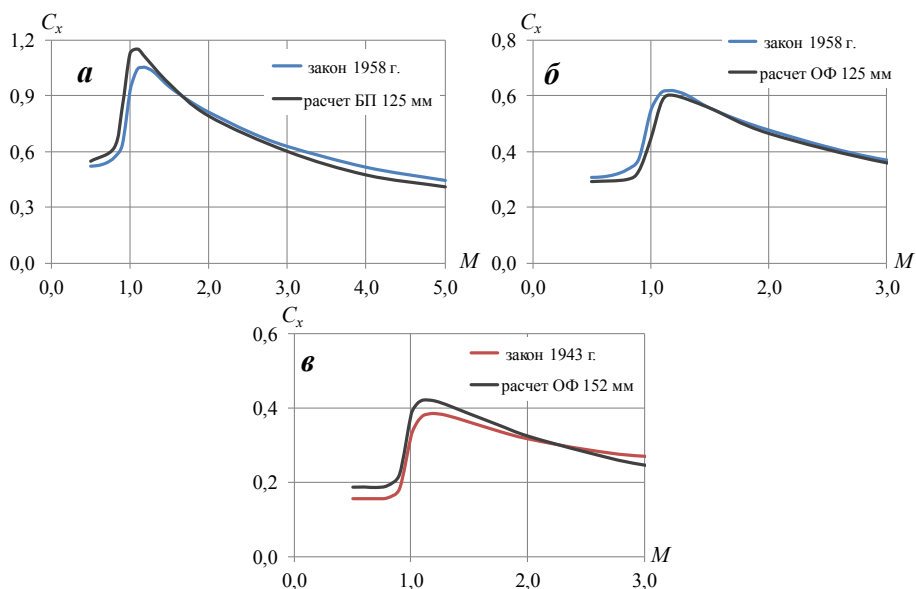 Cx
1,2
а
закон 1958 г.
расчет БП 125 мм
0,9
0,6
0,3
0,0
M
0,0 1,0 2,0 3,0 4,0 5,0
Cx
0,8
б
закон 1958 г.
расчет ОФ 125 мм
0,6
0,4
0,2
0,0
M
0,0 1,0 2,0 3,0
Cx
0,6
в
закон 1943 г.
расчет ОФ 152 мм
0,4
0,2
0,0
M
0,0 1,0 2,0 3,0